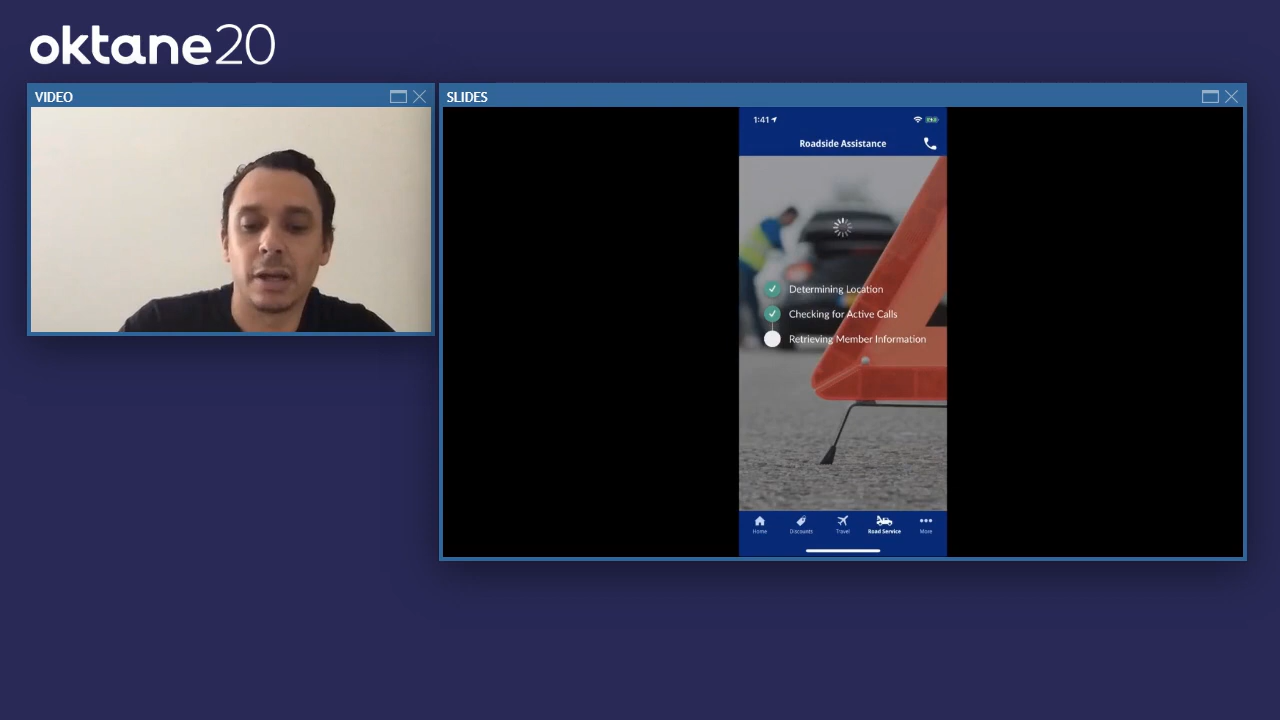 oktane20
VIDEO
SLIDES
1:41
Roadside Assistance
Determining Location
Checking for Active Calls
Retrieving Member Information
Home
Discounts
Travel
Road Service
More